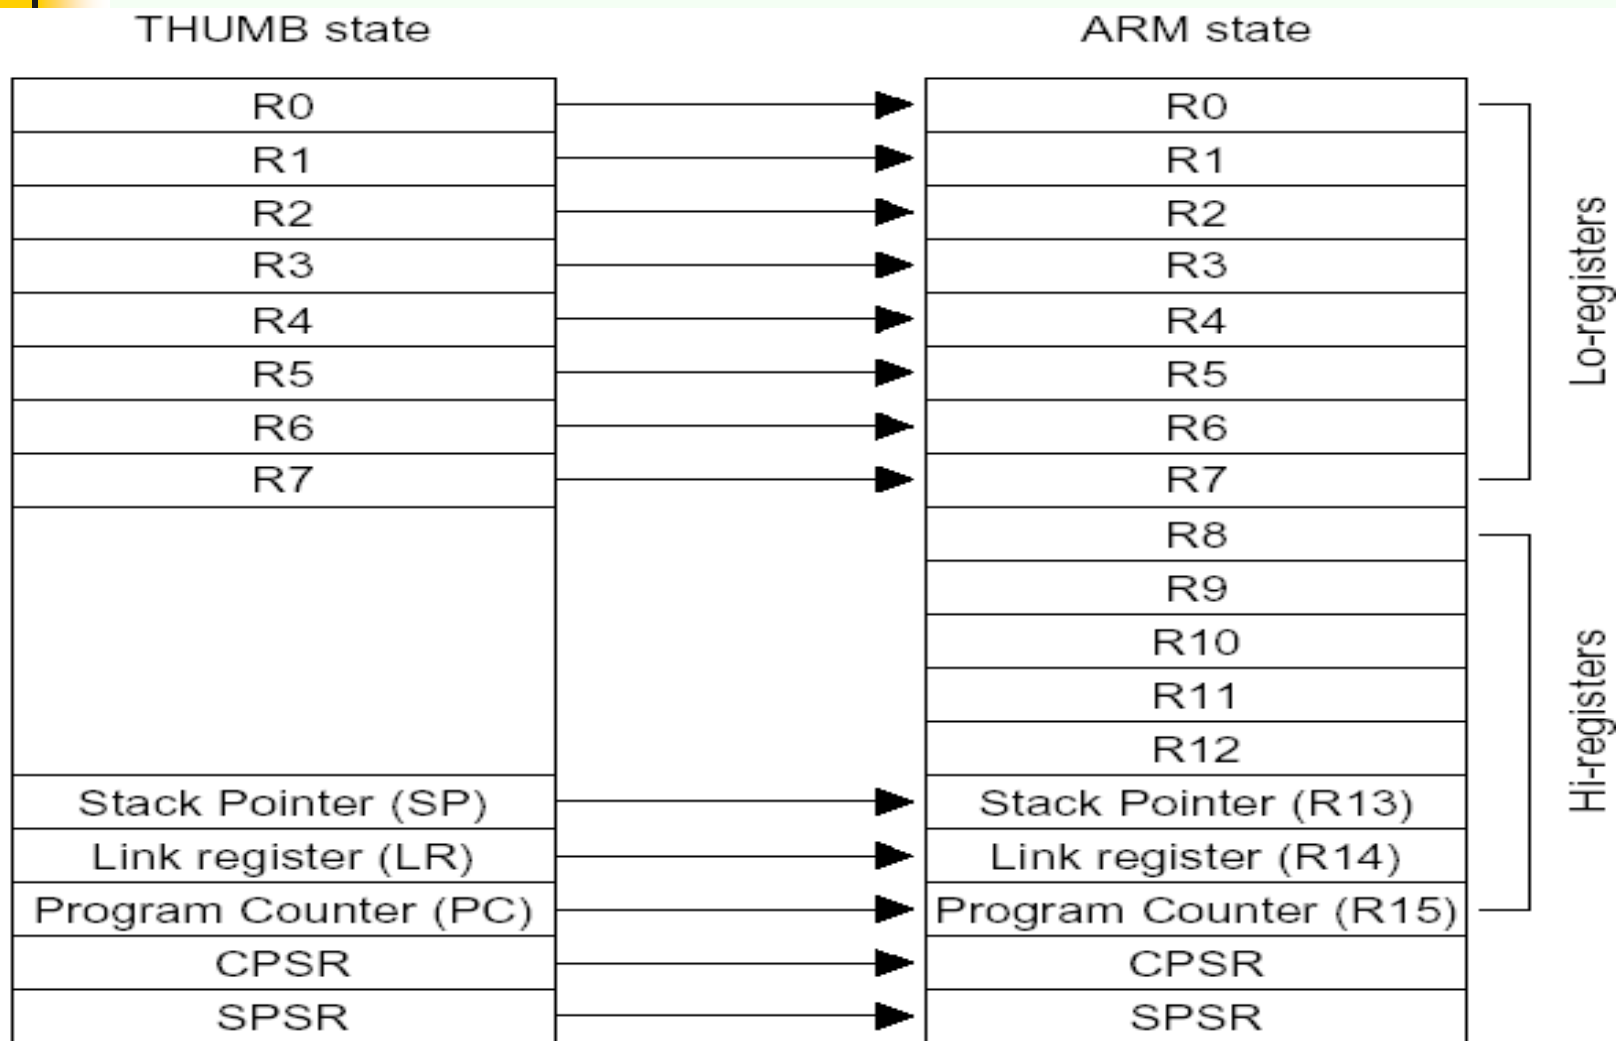 THUMB state
ARM state
R0
R0
R1
R1
R2
R2
R3
R3
R4
R4
R5
R5
R6
R6
R7
R7
Lo-registers
R8
R9
R10
R11
R12
Stack Pointer (SP)
Stack Pointer (R13)
Link register (LR)
Link register (R14)
Program Counter (PC)
Program Counter (R15)
Hi-registers
CPSR
CPSR
SPSR
SPSR